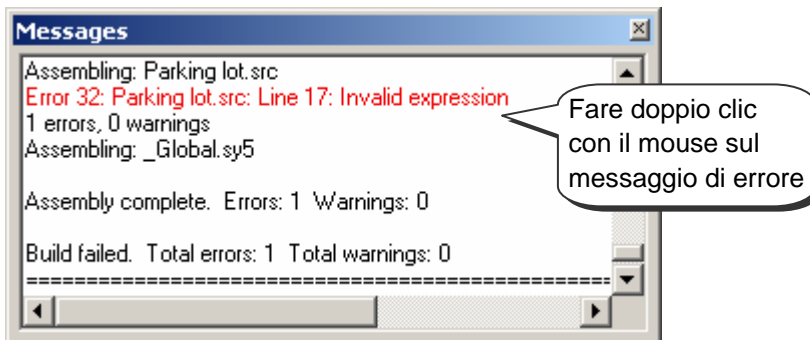 Messages
Assembling: Parking lot.src
Error 32: Parking lot.src: Line 17: Invalid expression
1 errors, 0 warnings
Assembling: _Global.sy5
Assembly complete. Errors: 1 Warnings: 0
Build failed. Total errors: 1 Total warnings: 0
====================================================
Fare doppio clic
con il mouse sul
messaggio di errore